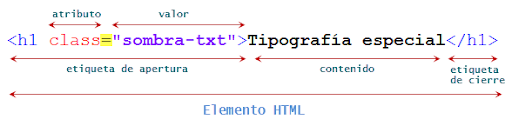 atributo valor
<h1 class="sombra-txt">Tipografía especial</h1>
etiqueta de apertura contenido etiqueta
de cierre
Elemento HTML